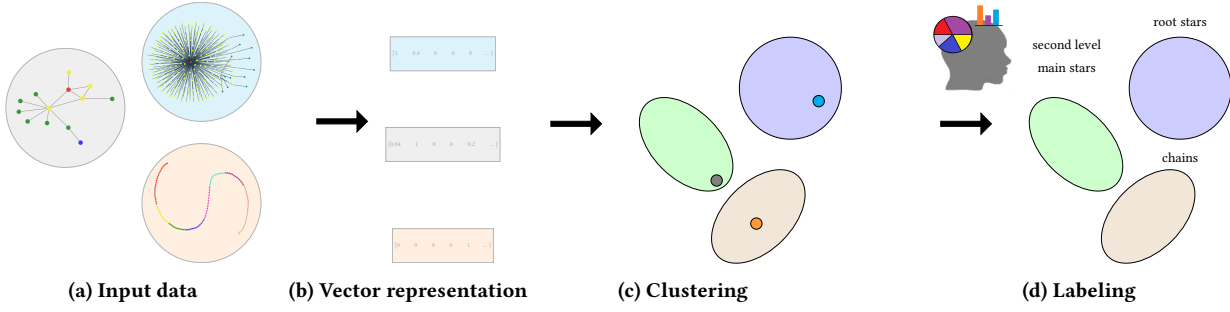 [1 0.4 0 0 0 ... ]
[0.84 1 0 0 0.2 ... ]
[0 0 0 0 1 ... ]
root stars
second level
main stars
chains
(a) Input data
(b) Vector representation
(c) Clustering
(d) Labeling